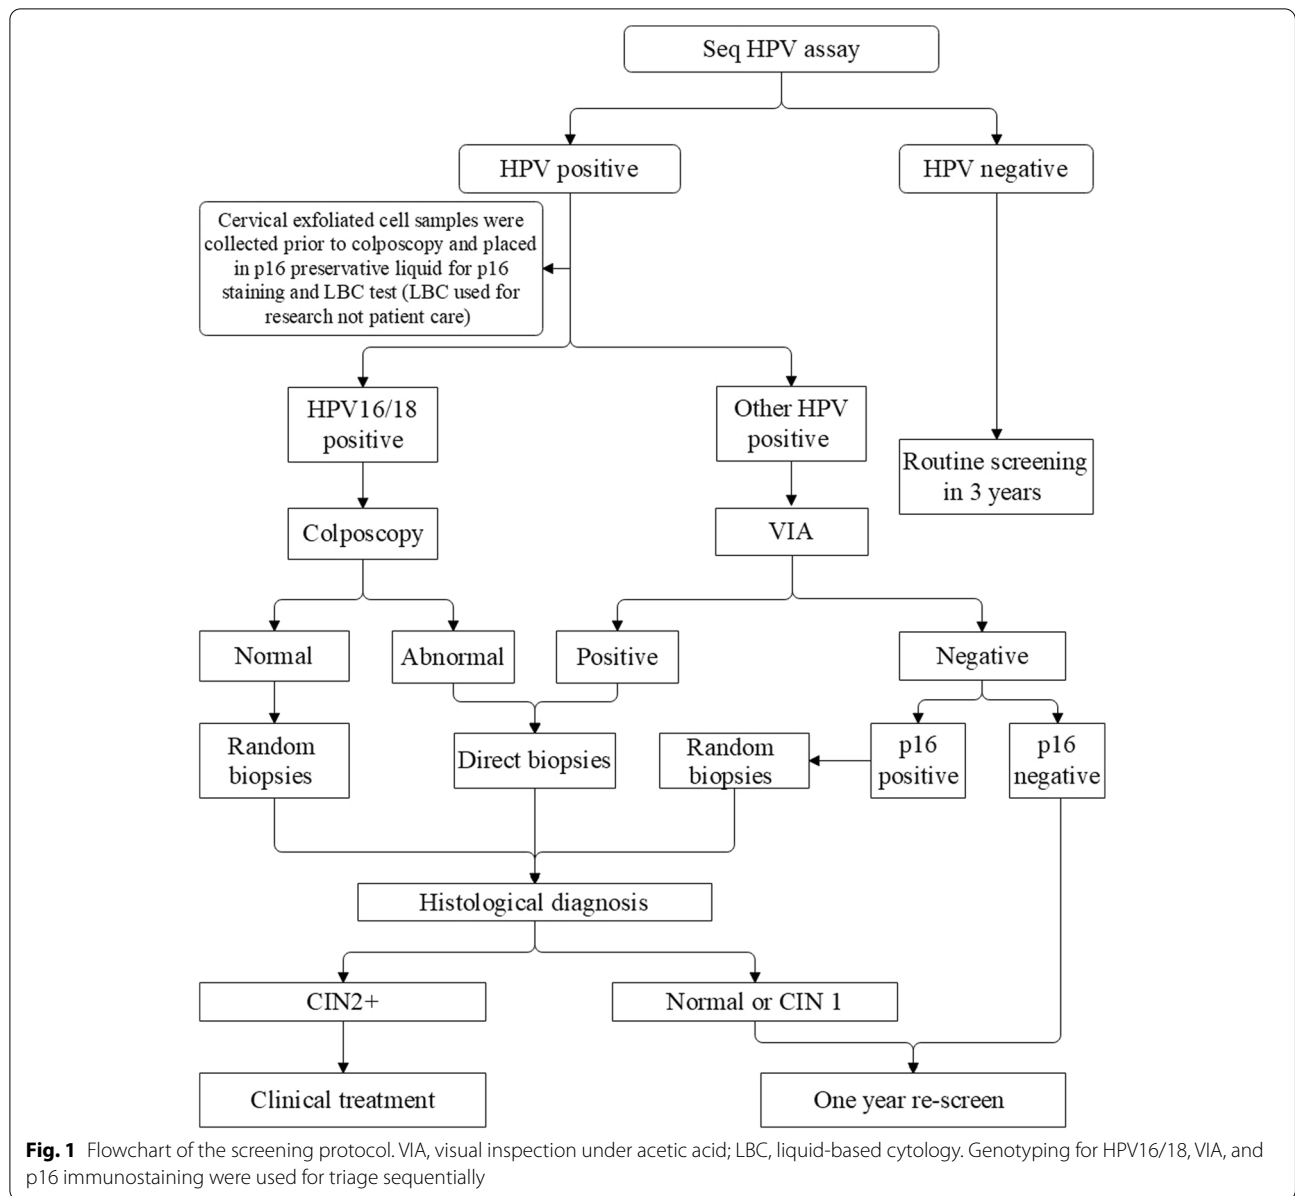 Seq HPV assay
HPV positive
HPV negative
Cervical exfoliated cell samples were
collected prior to colposcopy and placed
in p16 preservative liquid for p16
staining and LBC test (LBC used for
research not patient care)
HPV16/18
positive
Other HPV
positive
Routine screening
in 3 years
Colposcopy
VIA
Normal
Abnormal
Positive
Negative
Random
biopsies
Direct biopsies
Random
biopsies
p16
positive
p16
negative
Histological diagnosis
CIN2+
Normal or CIN 1
Clinical treatment
One year re-screen
Fig. 1 Flowchart of the screening protocol. VIA, visual inspection under acetic acid; LBC, liquid-based cytology. Genotyping for HPV16/18, VIA, and
p16 immunostaining were used for triage sequentially